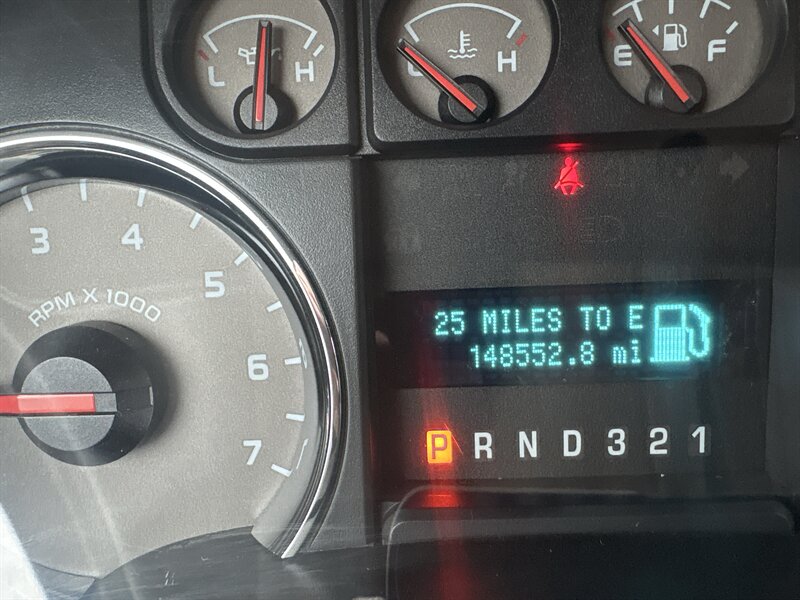 L H
L H
E F
3 4 5 6 7
RPM X 1000
25 MILES TO E
148552.8 mi
P R N D 3 2 1